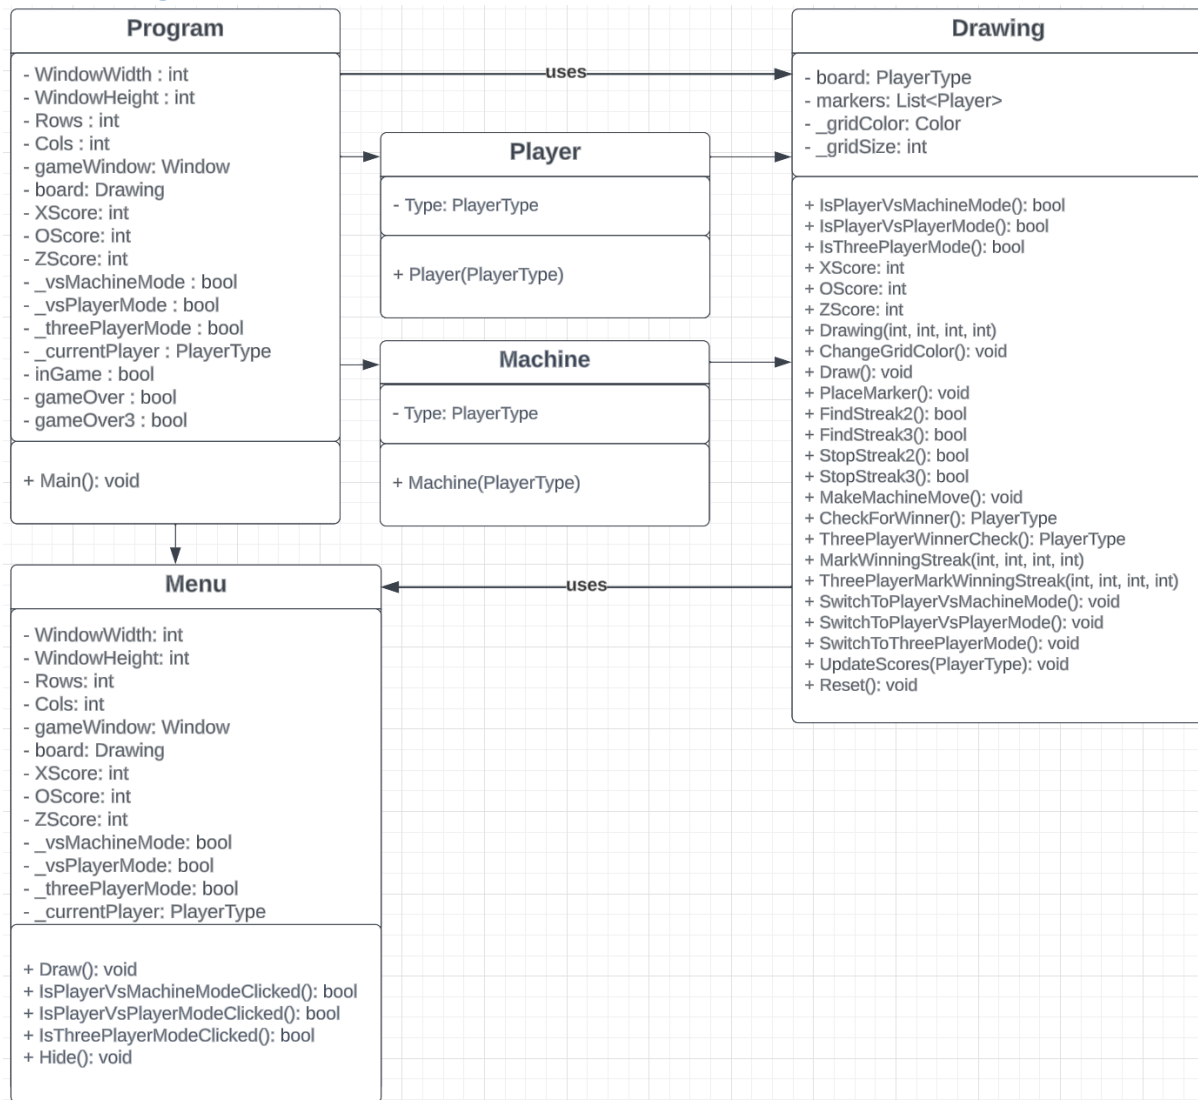 Program
- WindowWidth : int
- WindowHeight : int
- Rows : int
- Cols : int
- gameWindow: Window
- board: Drawing
- XScore: int
- OScore: int
- ZScore: int
- _vsMachineMode : bool
- _vsPlayerMode : bool
- _threePlayerMode : bool
- _currentPlayer : PlayerType
- inGame : bool
- gameOver : bool
- gameOver3 : bool
+ Main(): void
uses
Player
- Type: PlayerType
+ Player(PlayerType)
Machine
- Type: PlayerType
+ Machine(PlayerType)
Drawing
- board: PlayerType
- markers: List<Player>
- _gridColor: Color
- _gridSize: int
+ IsPlayerVsMachineMode(): bool
+ IsPlayerVsPlayerMode(): bool
+ IsThreePlayerMode(): bool
+ XScore: int
+ OScore: int
+ ZScore: int
+ Drawing(int, int, int, int)
+ ChangeGridColor(): void
+ Draw(): void
+ PlaceMarker(): void
+ FindStreak2(): bool
+ FindStreak3(): bool
+ StopStreak2(): bool
+ StopStreak3(): bool
+ MakeMachineMove(): void
+ CheckForWinner(): PlayerType
+ ThreePlayerWinnerCheck(): PlayerType
+ MarkWinningStreak(int, int, int, int)
+ ThreePlayerMarkWinningStreak(int, int, int, int)
+ SwitchToPlayerVsMachineMode(): void
+ SwitchToPlayerVsPlayerMode(): void
+ SwitchToThreePlayerMode(): void
+ UpdateScores(PlayerType): void
+ Reset(): void
uses
Menu
- WindowWidth: int
- WindowHeight: int
- Rows: int
- Cols: int
- gameWindow: Window
- board: Drawing
- XScore: int
- OScore: int
- ZScore: int
- _vsMachineMode: bool
- _vsPlayerMode: bool
- _threePlayerMode: bool
- _currentPlayer: PlayerType
+ Draw(): void
+ IsPlayerVsMachineModeClicked(): bool
+ IsPlayerVsPlayerModeClicked(): bool
+ IsThreePlayerModeClicked(): bool
+ Hide(): void